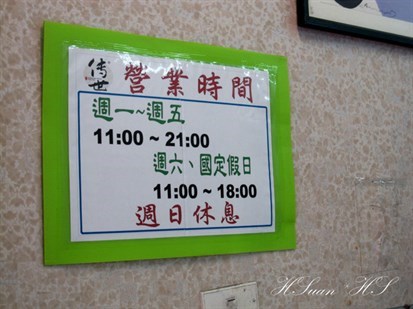 傳世
營業時間
週一~週五
11:00 ~ 21:00
週六、國定假日
11:00 ~ 18:00
週日休息
HSuan HS